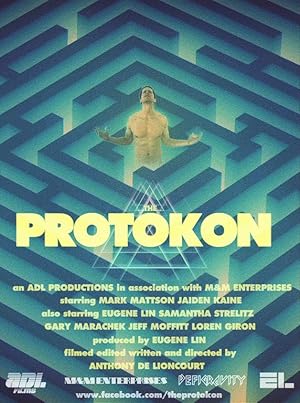 THE
PROTOKON
an ADL PRODUCTIONS in association with M&M ENTERPRISES
starring MARK MATTSON JAIDEN KAINE
also starring EUGENE LIN SAMANTHA STRELITZ
GARY MARACHEK JEFF MOFFITT LOREN GIRON
produced by EUGENE LIN
filmed edited written and directed by
ANTHONY DE LIONCOURT
ADL FILMS M&M ENTERPRISES DEFIGRAVITY EL
www.facebook.com/theprotokon